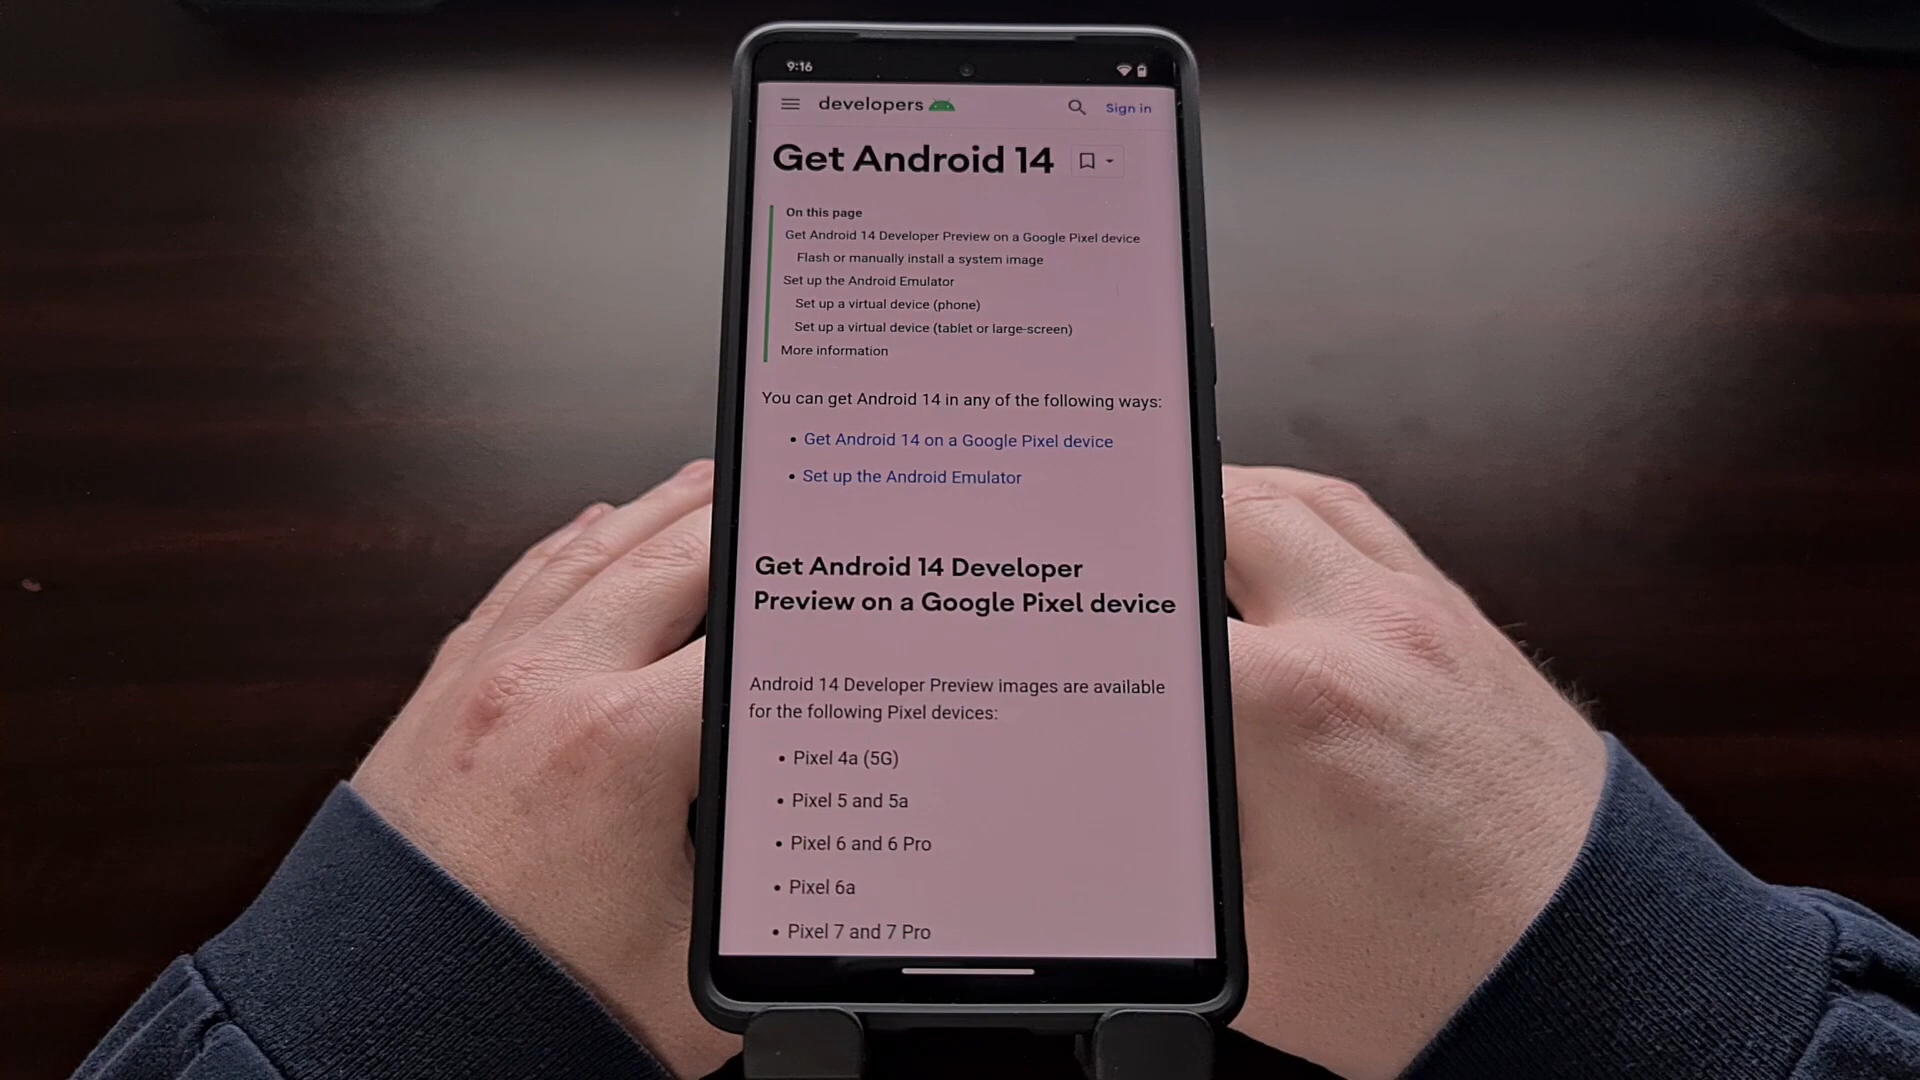 9:16
developers
Sign in
Get Android 14
On this page
Get Android 14 Developer Preview on a Google Pixel device
Flash or manually install a system image
Set up the Android Emulator
Set up a virtual device (phone)
Set up a virtual device (tablet or large-screen)
More information
You can get Android 14 in any of the following ways:
• Get Android 14 on a Google Pixel device
• Set up the Android Emulator
Get Android 14 Developer
Preview on a Google Pixel device
Android 14 Developer Preview images are available
for the following Pixel devices:
• Pixel 4a (5G)
• Pixel 5 and 5a
• Pixel 6 and 6 Pro
• Pixel 6a
• Pixel 7 and 7 Pro